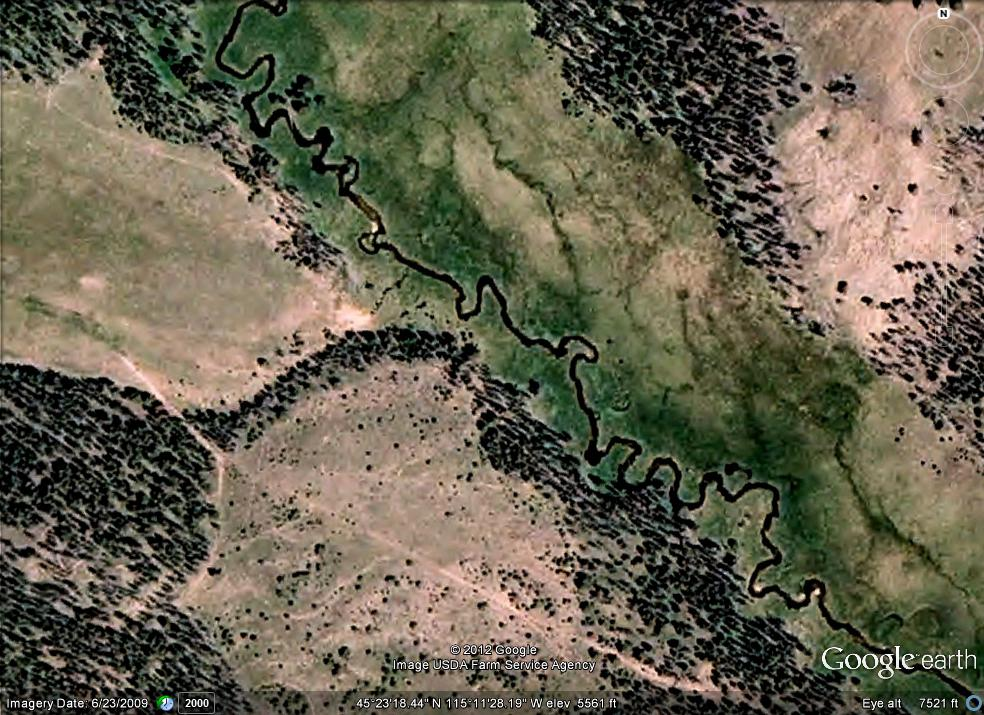 N
© 2012 Google
Image USDA Farm Service Agency
Google earth
Imagery Date: 6/23/2009 2000 45°23'18.44" N 115°11'28.19" W elev 5561 ft Eye alt 7521 ft